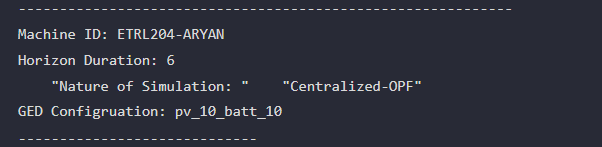 ------------------------------------------------------------
Machine ID: ETRL204-ARYAN
Horizon Duration: 6
    "Nature of Simulation: "    "Centralized-OPF"
GED Configruation: pv_10_batt_10
-----------------------------